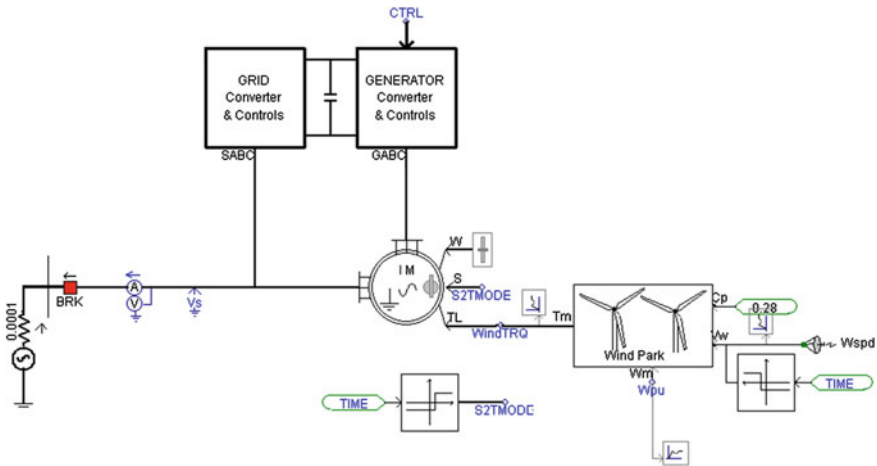 CTRL
GRID
Converter
& Controls
GENERATOR
Converter
& Controls
SABC
GABC
0.00001
BRK
A
V
Vs
I M
W
S
S2TMODE
TL
WindTRQ
Tm
Cp
0.28
Vw
Wspd
Wind Park
Wm
Wpu
TIME
TIME
S2TMODE